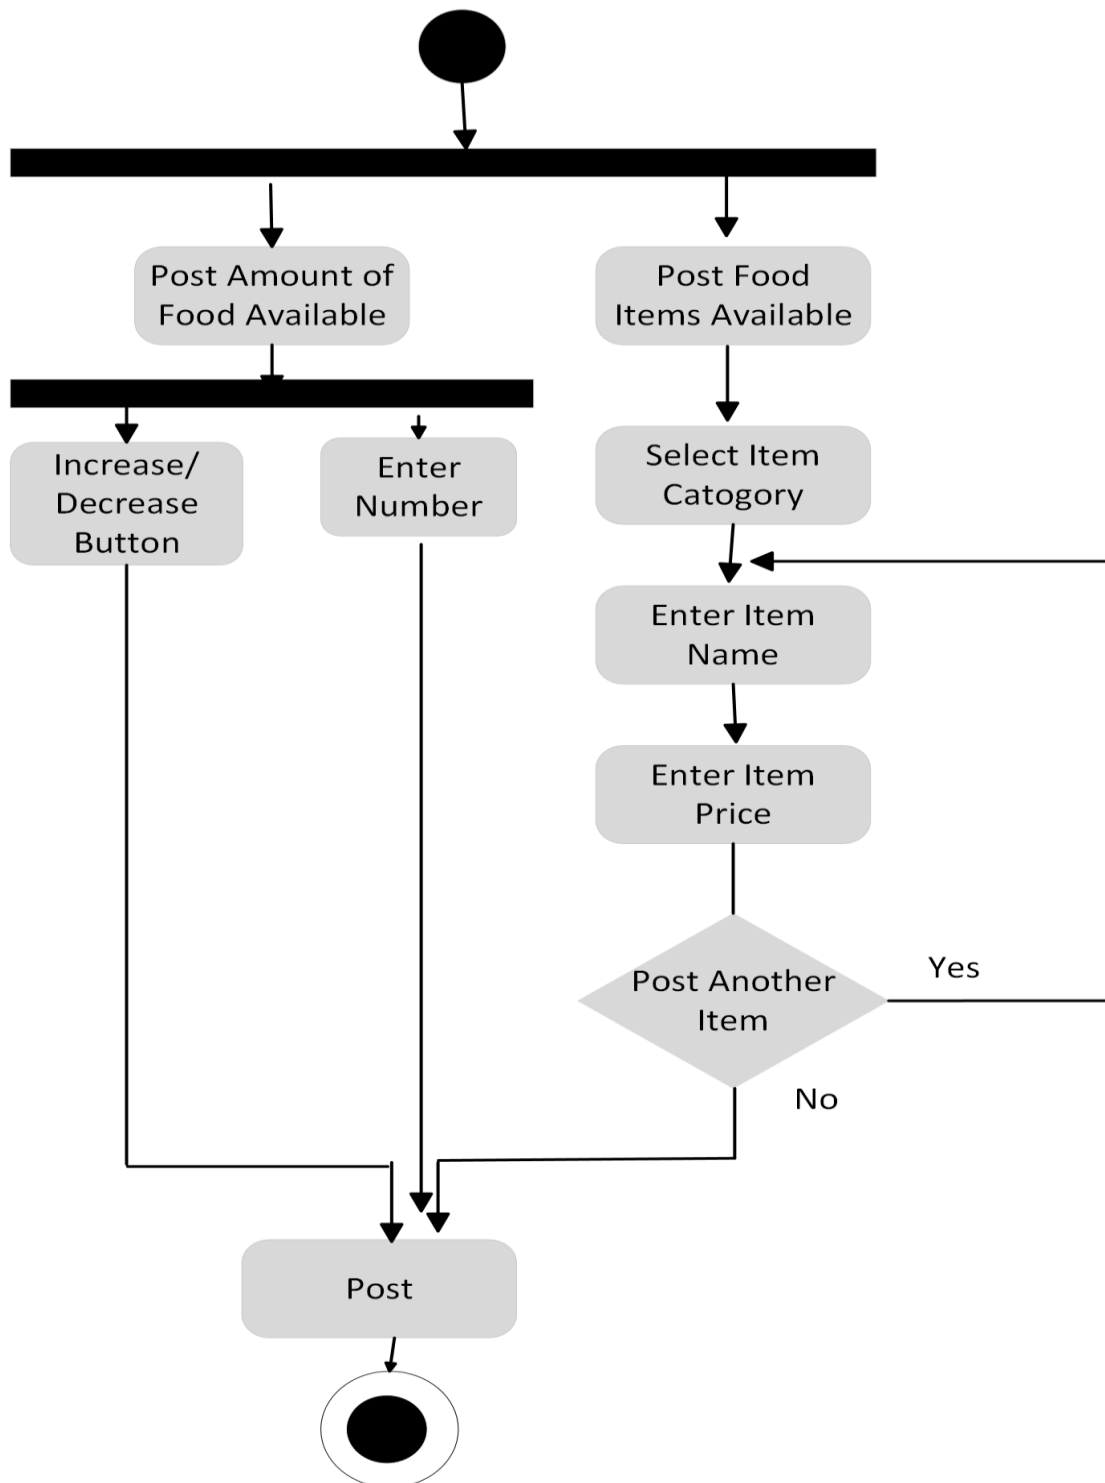 Post Amount of
Food Available
Post Food
Items Available
Increase/
Decrease
Button
Enter
Number
Select Item
Catogory
Enter Item
Name
Enter Item
Price
Post Another
Item
Yes
No
Post